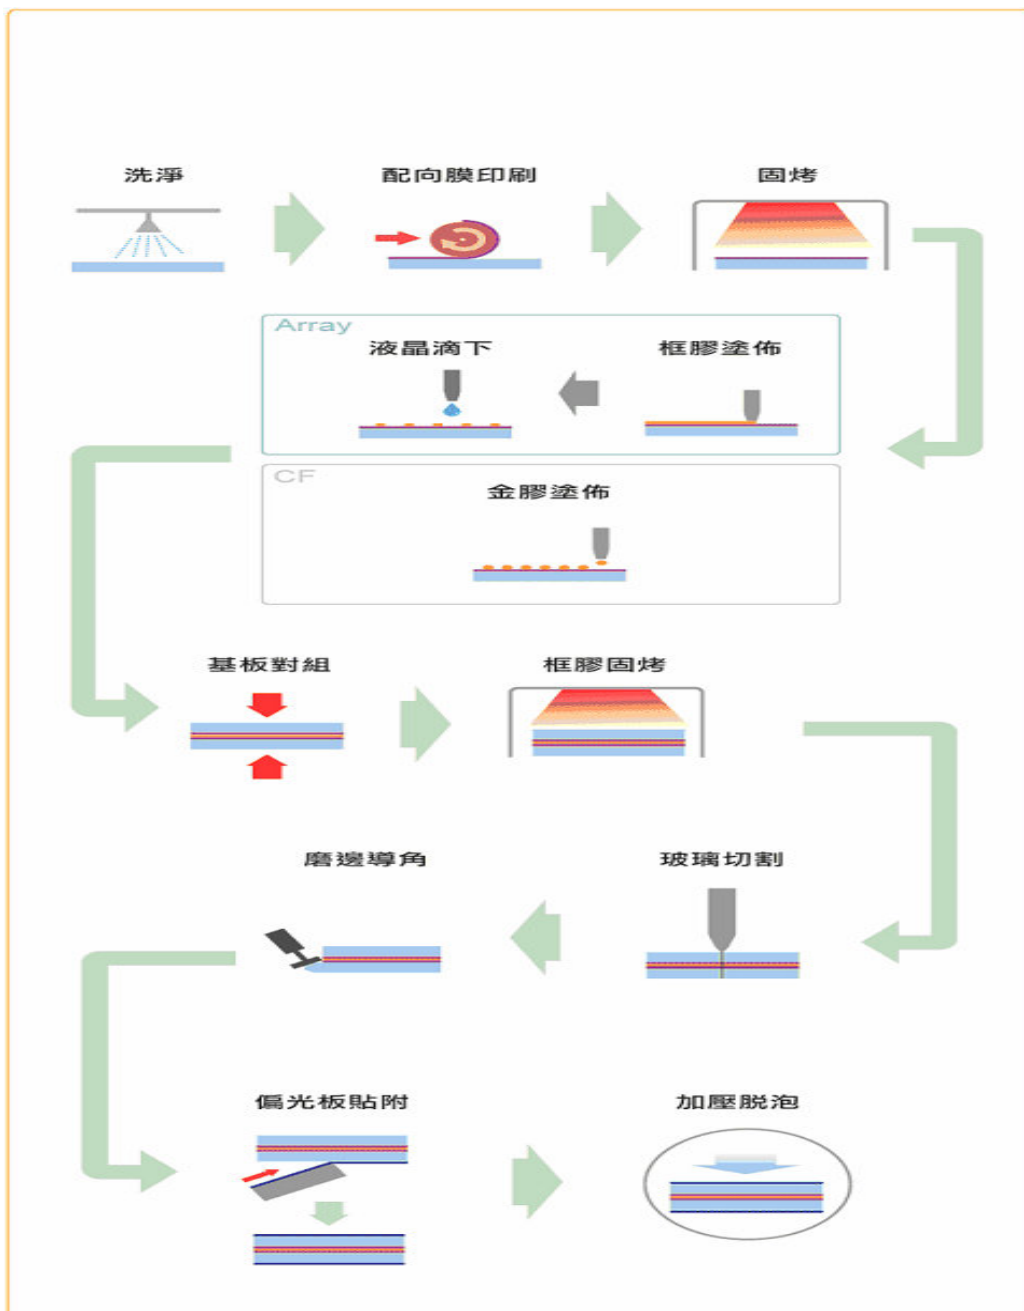 洗淨
配向膜印刷
固烤
Array
液晶滴下
框膠塗佈
CF
金膠塗佈
基板對組
框膠固烤
磨邊導角
玻璃切割
偏光板貼附
加壓脱泡